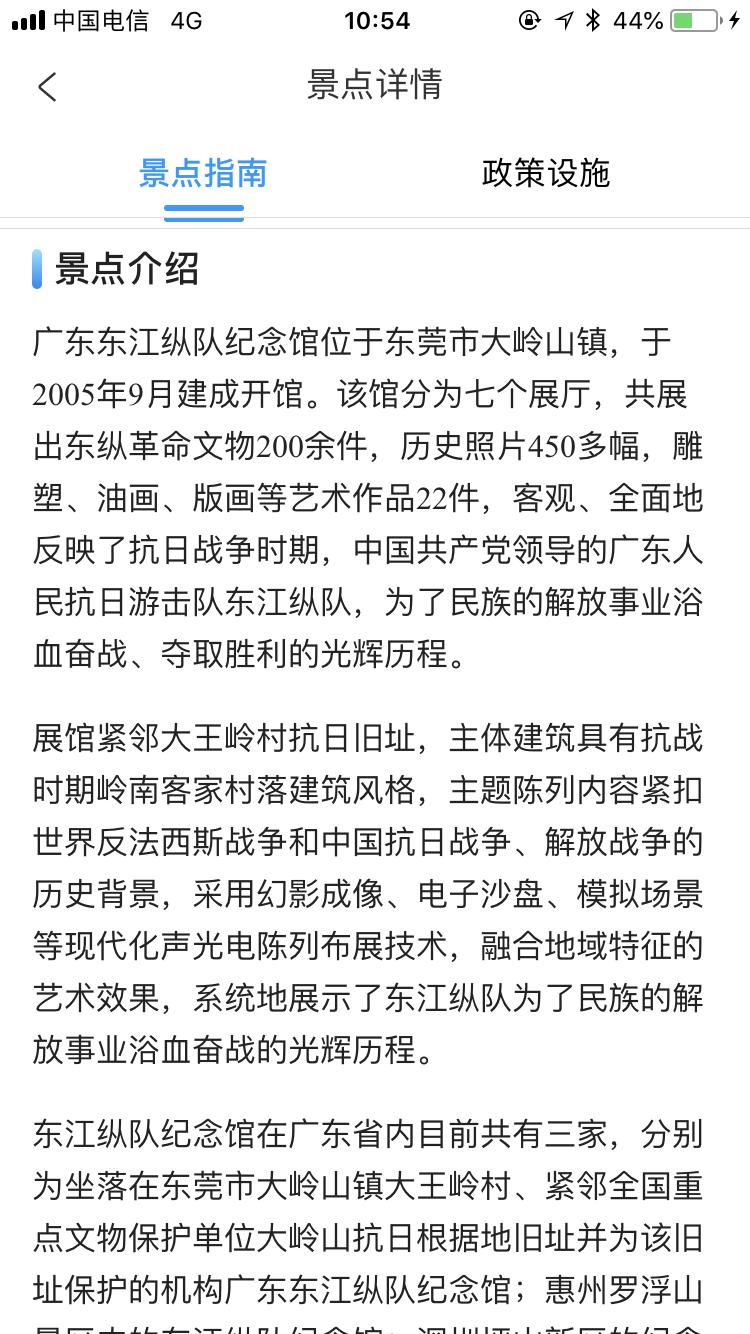 中国电信 4G 10:54 44%
景点详情
景点指南 政策设施
景点介绍
广东东江纵队纪念馆位于东莞市大岭山镇，于
2005年9月建成开馆。该馆分为七个展厅，共展
出东纵革命文物200余件，历史照片450多幅，雕
塑、油画、版画等艺术作品22件，客观、全面地
反映了抗日战争时期，中国共产党领导的广东人
民抗日游击队东江纵队，为了民族的解放事业浴
血奋战、夺取胜利的光辉历程。
展馆紧邻大王岭村抗日旧址，主体建筑具有抗战
时期岭南客家村落建筑风格，主题陈列内容紧扣
世界反法西斯战争和中国抗日战争、解放战争的
历史背景，采用幻影成像、电子沙盘、模拟场景
等现代化声光电陈列布展技术，融合地域特征的
艺术效果，系统地展示了东江纵队为了民族的解
放事业浴血奋战的光辉历程。
东江纵队纪念馆在广东省内目前共有三家，分别
为坐落在东莞市大岭山镇大王岭村、紧邻全国重
点文物保护单位大岭山抗日根据地旧址并为该旧
址保护的机构广东东江纵队纪念馆；惠州罗浮山